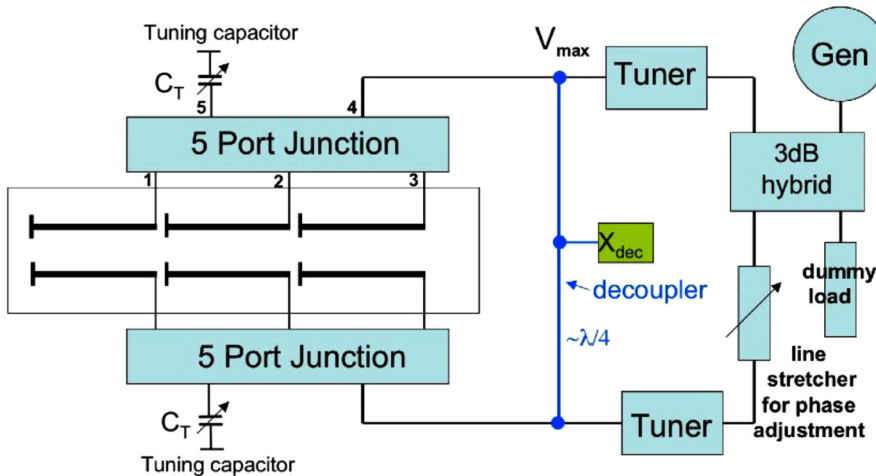 Tuning capacitor
C_T
5
4
5 Port Junction
1
2
3
V_max
Tuner
Gen
3dB
hybrid
X_dec
decoupler
~λ/4
dummy
load
line
stretcher
for phase
adjustment
5 Port Junction
C_T
Tuning capacitor
Tuner